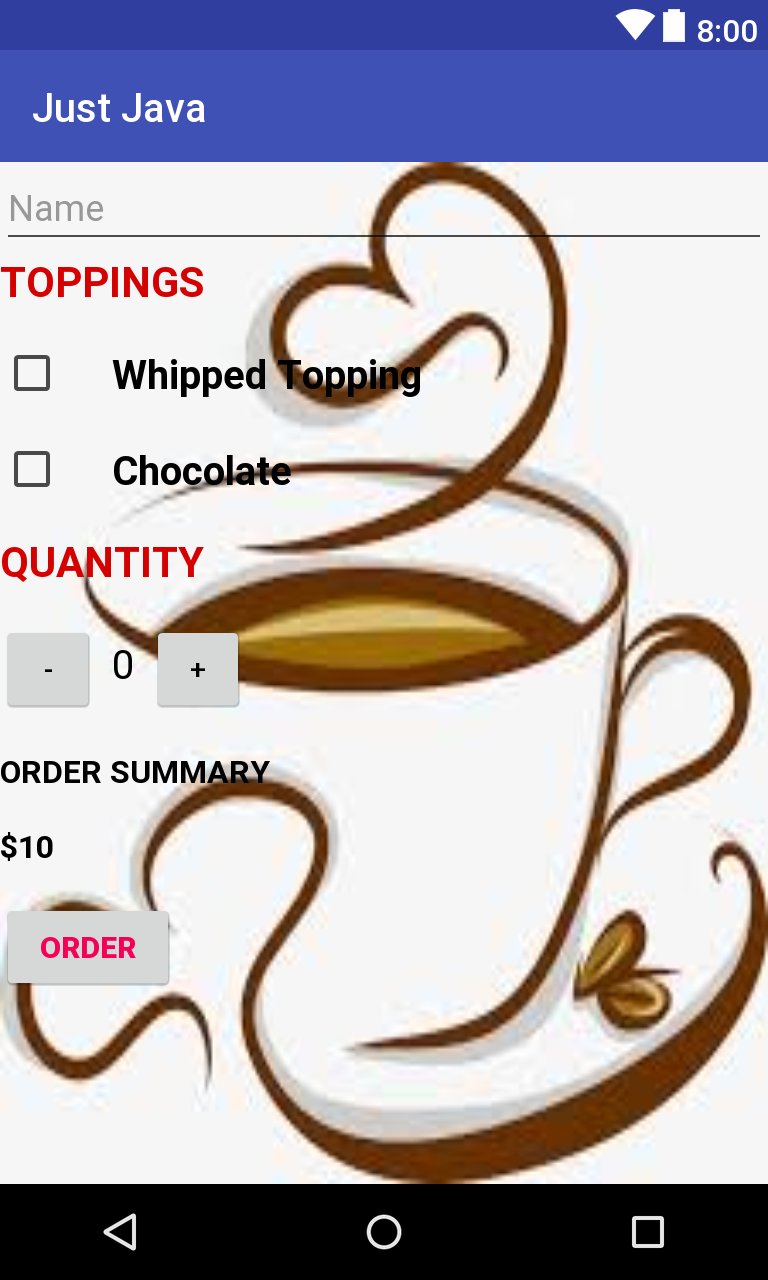 8:00
Just Java
Name
TOPPINGS
Whipped Topping
Chocolate
QUANTITY
- 0 +
ORDER SUMMARY
$10
ORDER